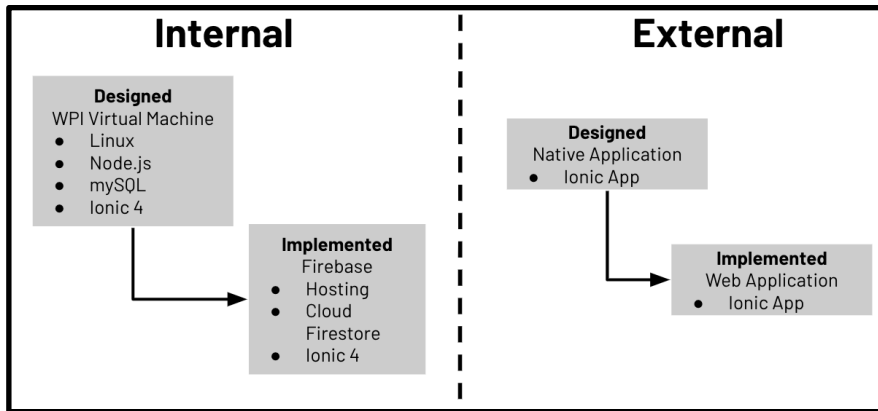 Internal
Designed
WPI Virtual Machine
● Linux
● Node.js
● mySQL
● Ionic 4
Implemented
Firebase
● Hosting
● Cloud
Firestore
● Ionic 4
External
Designed
Native Application
● Ionic App
Implemented
Web Application
● Ionic App